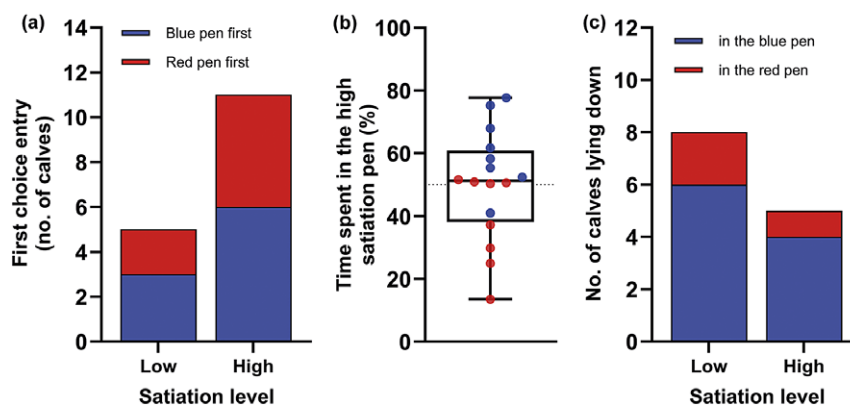 (a)
Blue pen first
Red pen first
First choice entry
(no. of calves)
14
12
10
8
6
4
2
0
Low
High
Satiation level
(b)
Time spent in the high
satiation pen (%)
100
80
60
40
20
0
(c)
in the blue pen
in the red pen
No. of calves lying down
12
10
8
6
4
2
0
Low
High
Satiation level